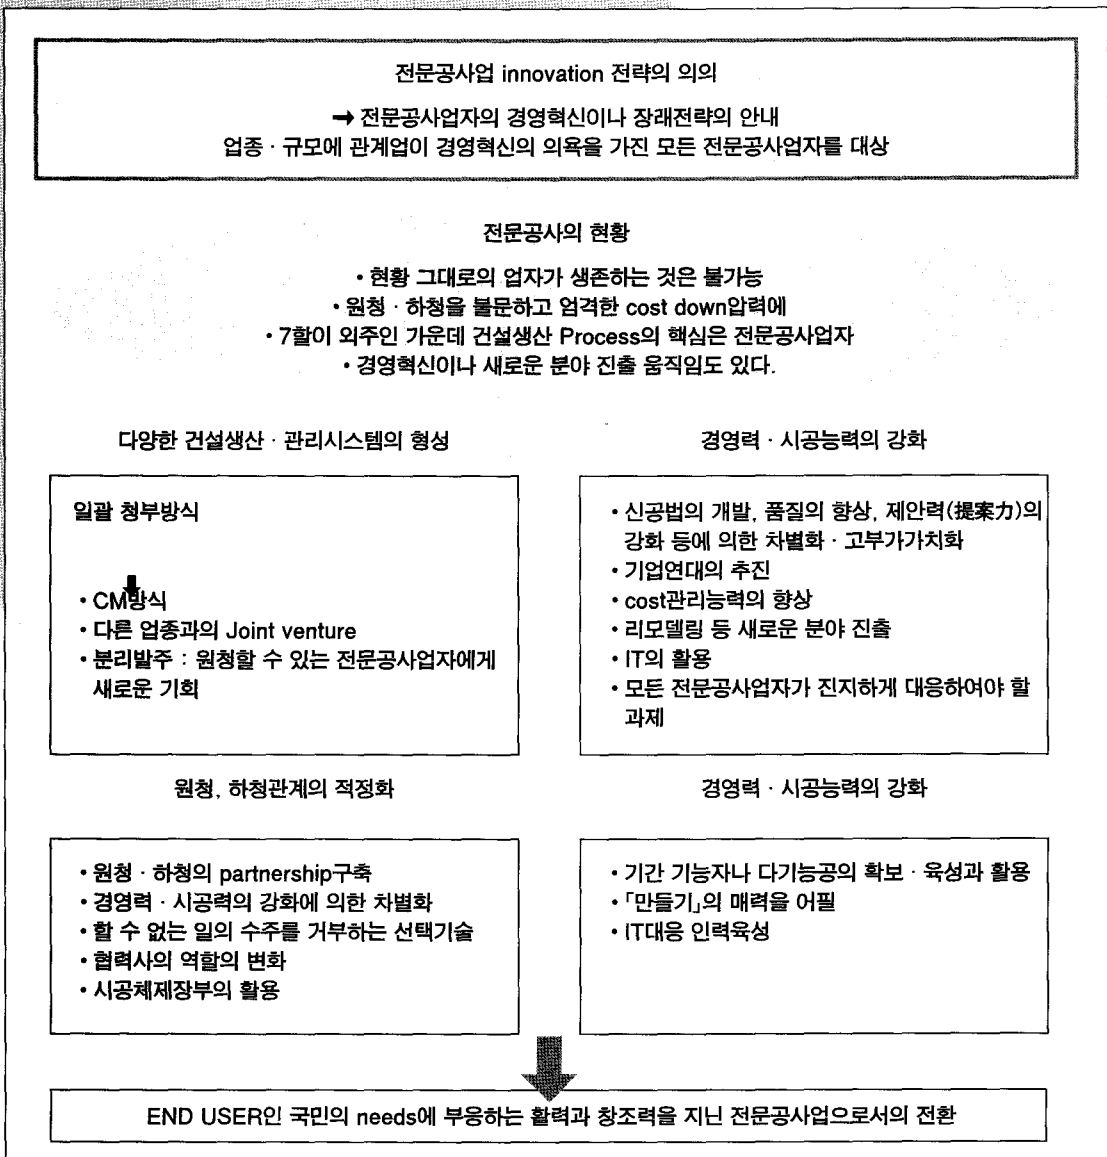 전문공사업 innovation 전략의 의의
→ 전문공사업자의 경영혁신이나 장래전략의 안내
업종 · 규모에 관계업이 경영혁신의 의욕을 가진 모든 전문공사업자를 대상
전문공사의 현황
• 현황 그대로의 업자가 생존하는 것은 불가능
• 원청 · 하청을 불문하고 엄격한 cost down압력에
• 7할이 외주인 가운데 건설생산 Process의 핵심은 전문공사업자
• 경영혁신이나 새로운 분야 진출 움직임도 있다.
다양한 건설생산 · 관리시스템의 형성
일괄 청부방식
• CM방식
• 다른 업종과의 Joint venture
• 분리발주 : 원청할 수 있는 전문공사업자에게
새로운 기회
경영력 · 시공능력의 강화
• 신공법의 개발, 품질의 향상, 제안력(提案力)의
강화 등에 의한 차별화 · 고부가가치화
• 기업연대의 추진
• cost관리능력의 향상
• 리모델링 등 새로운 분야 진출
• IT의 활용
• 모든 전문공사업자가 진지하게 대응하여야 할
과제
원청, 하청관계의 적정화
• 원청 · 하청의 partnership구축
• 경영력 · 시공력의 강화에 의한 차별화
• 할 수 없는 일의 수주를 거부하는 선택기술
• 협력사의 역할의 변화
• 시공체제장부의 활용
경영력 · 시공능력의 강화
• 기간 기능자나 다기능공의 확보 · 육성과 활용
• 「만들기」의 매력을 어필
• IT대응 인력육성
END USER인 국민의 needs에 부응하는 활력과 창조력을 지닌 전문공사업으로서의 전환